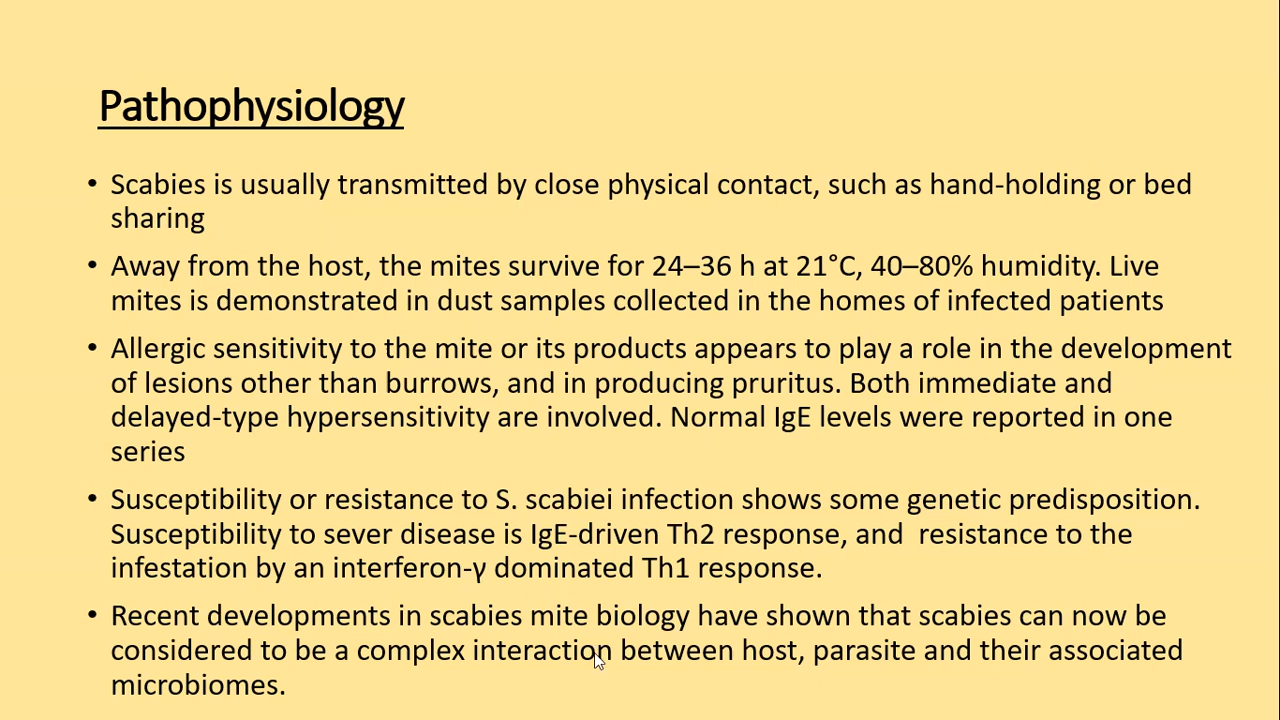 Pathophysiology
• Scabies is usually transmitted by close physical contact, such as hand-holding or bed
sharing
• Away from the host, the mites survive for 24–36 h at 21°C, 40–80% humidity. Live
mites is demonstrated in dust samples collected in the homes of infected patients
• Allergic sensitivity to the mite or its products appears to play a role in the development
of lesions other than burrows, and in producing pruritus. Both immediate and
delayed-type hypersensitivity are involved. Normal IgE levels were reported in one
series
• Susceptibility or resistance to S. scabiei infection shows some genetic predisposition.
Susceptibility to sever disease is IgE-driven Th2 response, and  resistance to the
infestation by an interferon-γ dominated Th1 response.
• Recent developments in scabies mite biology have shown that scabies can now be
considered to be a complex interaction between host, parasite and their associated
microbiomes.